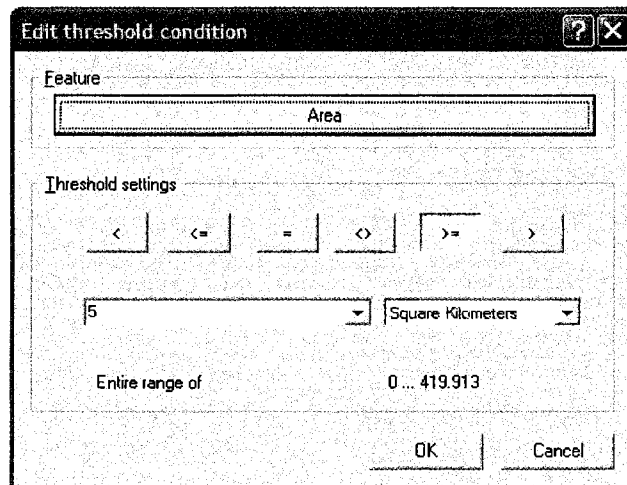 Edit threshold condition ? X
Feature
Area
Threshold settings
< <= = <> >= >
5 Square Kilometers
Entire range of 0 ... 419.913
OK Cancel